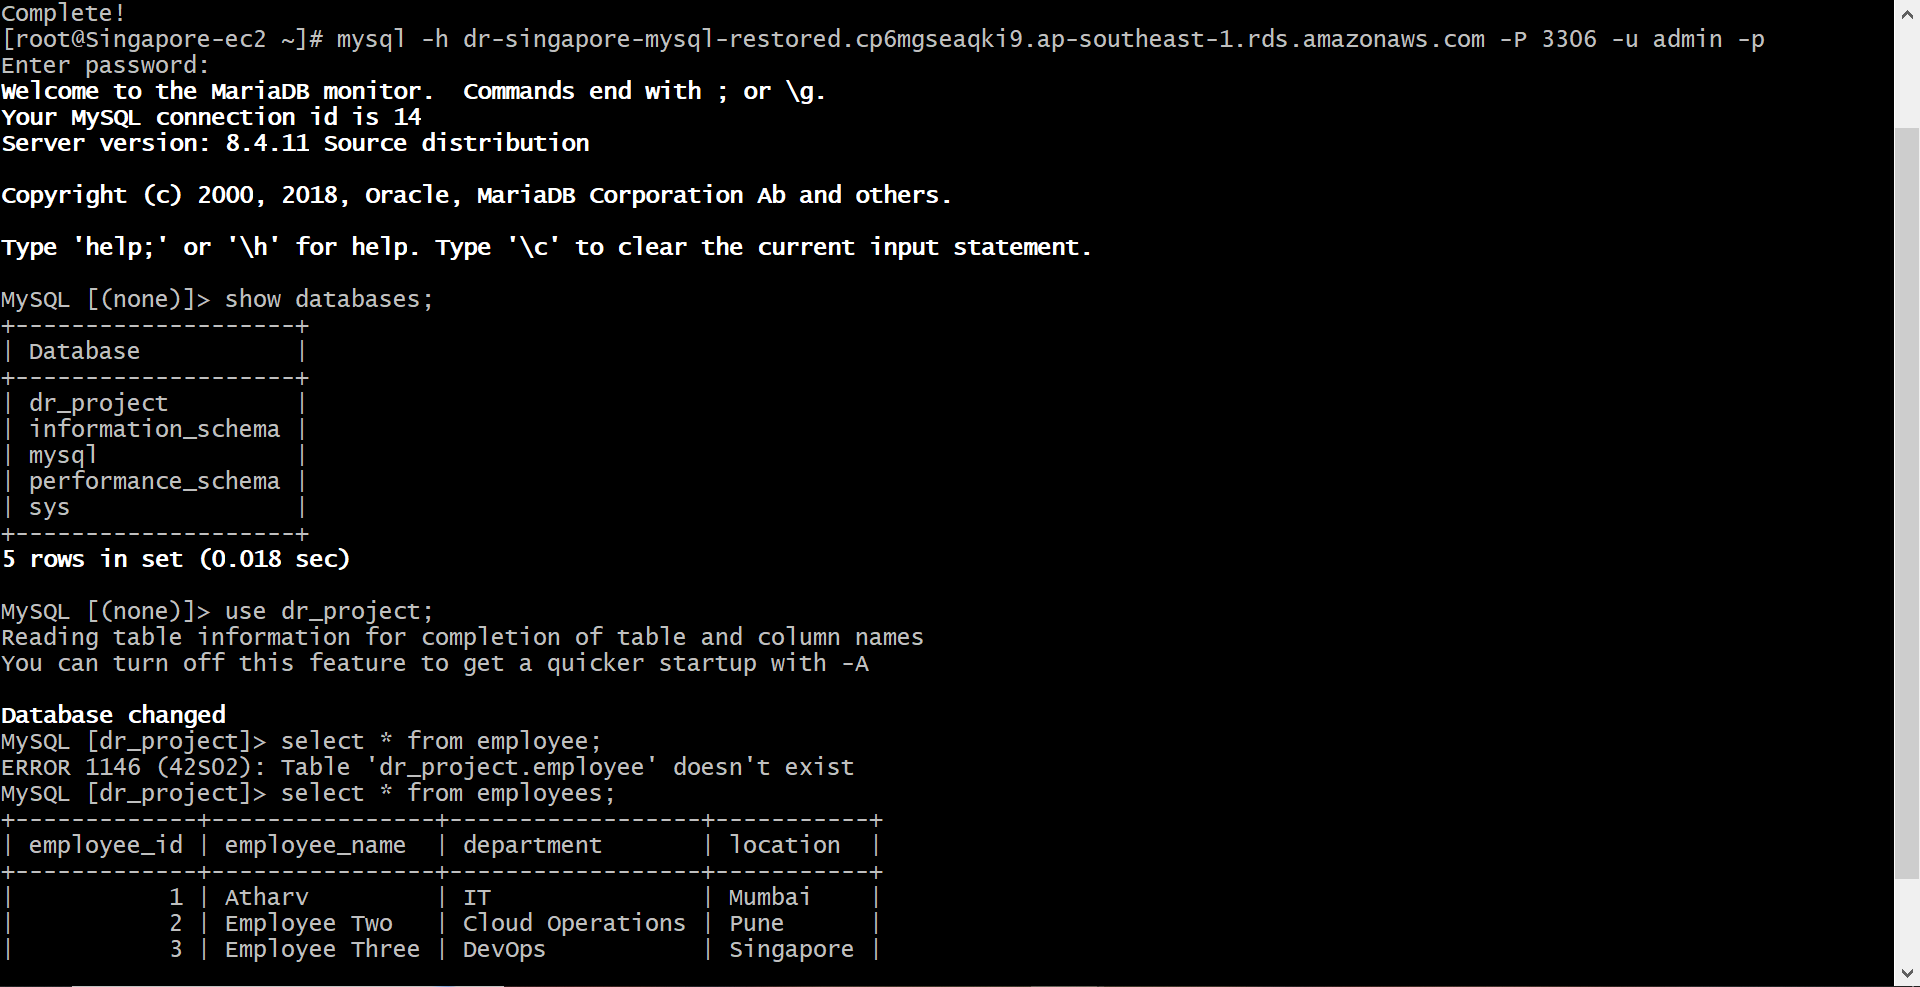 Complete!
[root@Singapore-ec2 ~]# mysql -h dr-singapore-mysql-restored.cp6mgseaqki9.ap-southeast-1.rds.amazonaws.com -P 3306 -u admin -p
Enter password:
Welcome to the MariaDB monitor.  Commands end with ; or \g.
Your MySQL connection id is 14
Server version: 8.4.11 Source distribution

Copyright (c) 2000, 2018, Oracle, MariaDB Corporation Ab and others.

Type 'help;' or '\h' for help. Type '\c' to clear the current input statement.

MySQL [(none)]> show databases;
+--------------------+
| Database           |
+--------------------+
| dr_project         |
| information_schema |
| mysql              |
| performance_schema |
| sys                |
+--------------------+
5 rows in set (0.018 sec)

MySQL [(none)]> use dr_project;
Reading table information for completion of table and column names
You can turn off this feature to get a quicker startup with -A

Database changed
MySQL [dr_project]> select * from employee;
ERROR 1146 (42S02): Table 'dr_project.employee' doesn't exist
MySQL [dr_project]> select * from employees;
+-------------+----------------+------------------+-----------+
| employee_id | employee_name  | department       | location  |
+-------------+----------------+------------------+-----------+
|           1 | Atharv         | IT               | Mumbai    |
|           2 | Employee Two   | Cloud Operations | Pune      |
|           3 | Employee Three | DevOps           | Singapore |